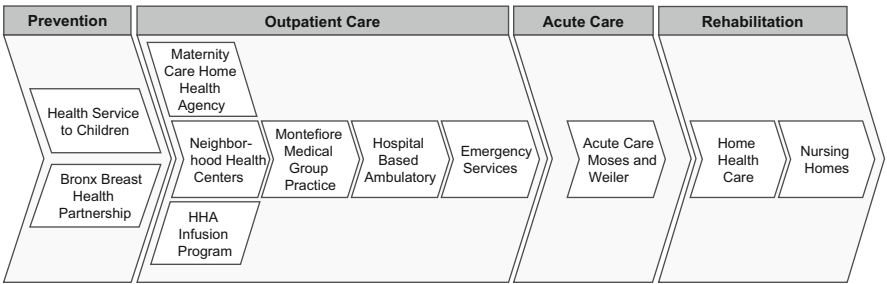 Prevention
Outpatient Care
Acute Care
Rehabilitation
Health Service
to Children
Bronx Breast
Health
Partnership
Maternity
Care Home
Health
Agency
Neighbor-
hood Health
Centers
HHA
Infusion
Program
Montefiore
Medical
Group
Practice
Hospital
Based
Ambulatory
Emergency
Services
Acute Care
Moses and
Weiler
Home
Health
Care
Nursing
Homes